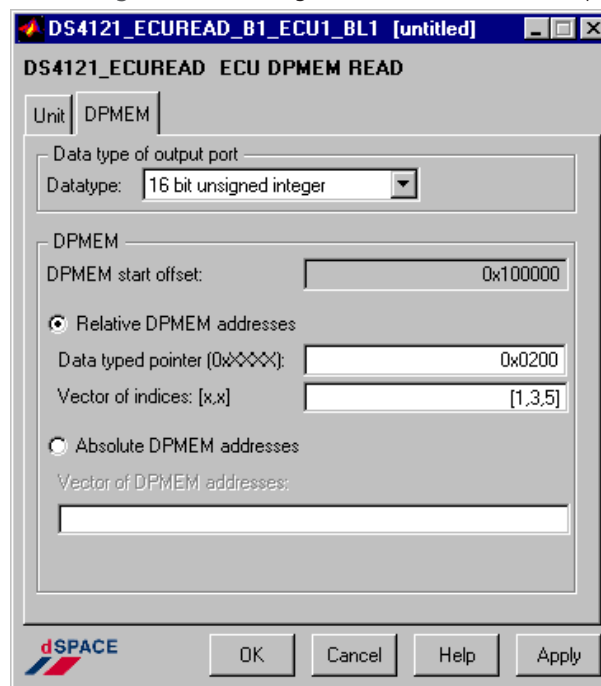 DS4121_ECUREAD_B1_ECU1_BL1 [untitled]
DS4121_ECUREAD ECU DPMEM READ
Unit DPMEM
Data type of output port
Datatype: 16 bit unsigned integer
DPMEM
DPMEM start offset: 0x100000
Relative DPMEM addresses
Data typed pointer (0xXXXX): 0x0200
Vector of indices: [x,x] [1,3,5]
Absolute DPMEM addresses
Vector of DPMEM addresses:
dSPACE OK Cancel Help Apply